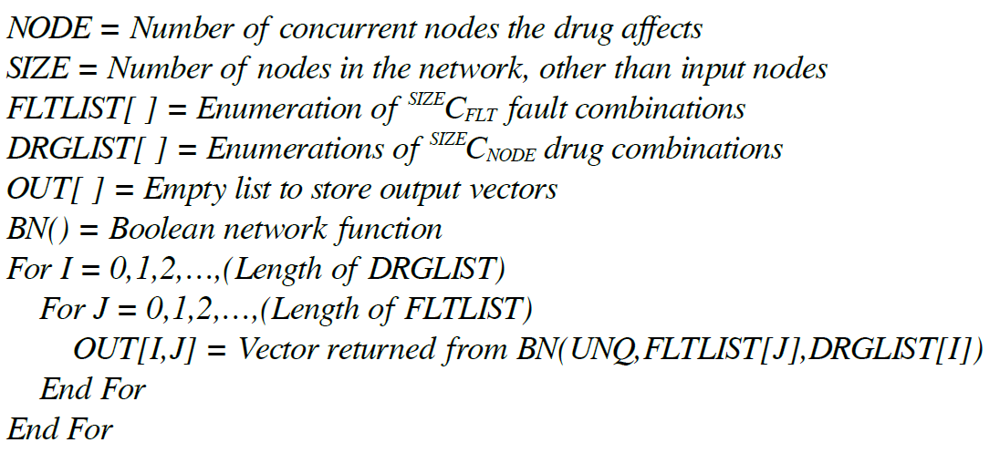 NODE = Number of concurrent nodes the drug affects
SIZE = Number of nodes in the network, other than input nodes
FLTLIST[ ] = Enumeration of ^{SIZE}C_{FLT} fault combinations
DRGLIST[ ] = Enumerations of ^{SIZE}C_{NODE} drug combinations
OUT[ ] = Empty list to store output vectors
BN() = Boolean network function
For I = 0,1,2,…,(Length of DRGLIST)
For J = 0,1,2,…,(Length of FLTLIST)
OUT[I,J] = Vector returned from BN(UNQ,FLTLIST[J],DRGLIST[I])
End For
End For